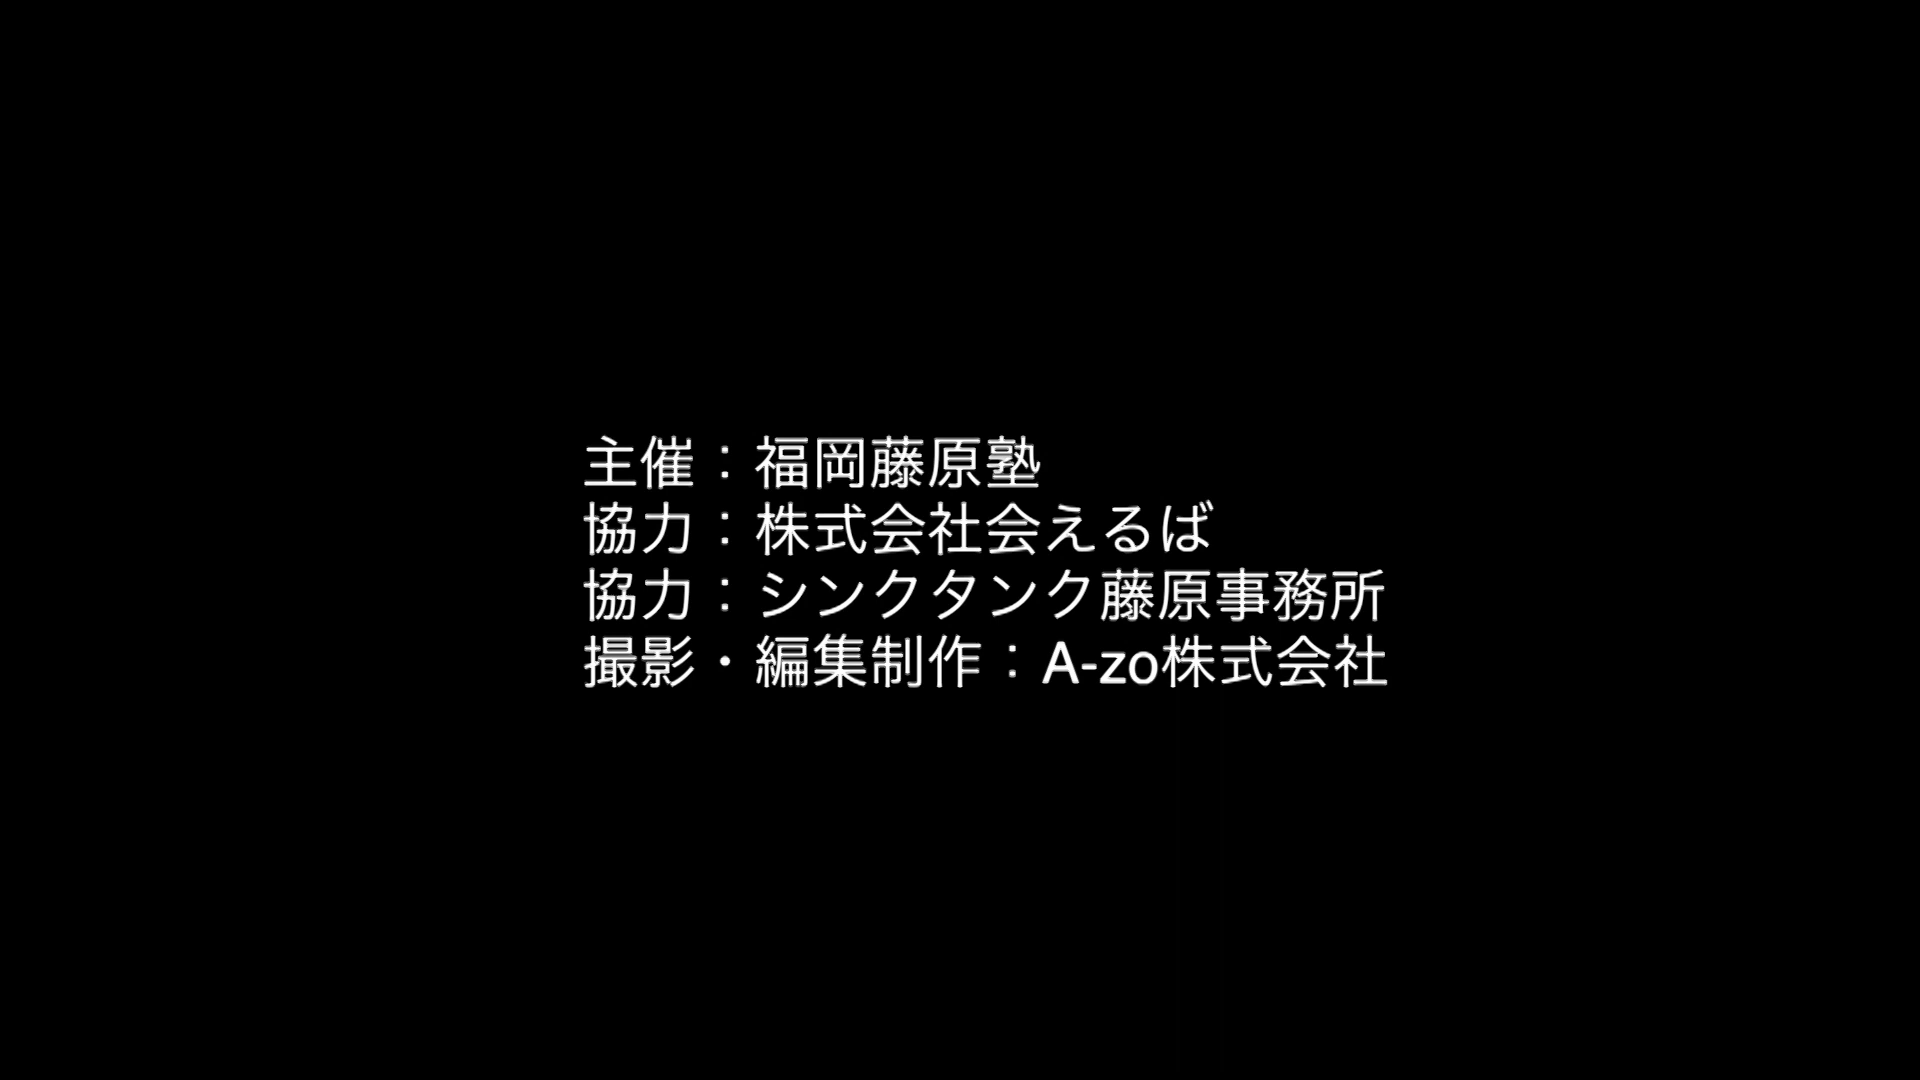 主催：福岡藤原塾
協力：株式会社会えるば
協力：シンクタンク藤原事務所
撮影・編集制作：A-zo株式会社